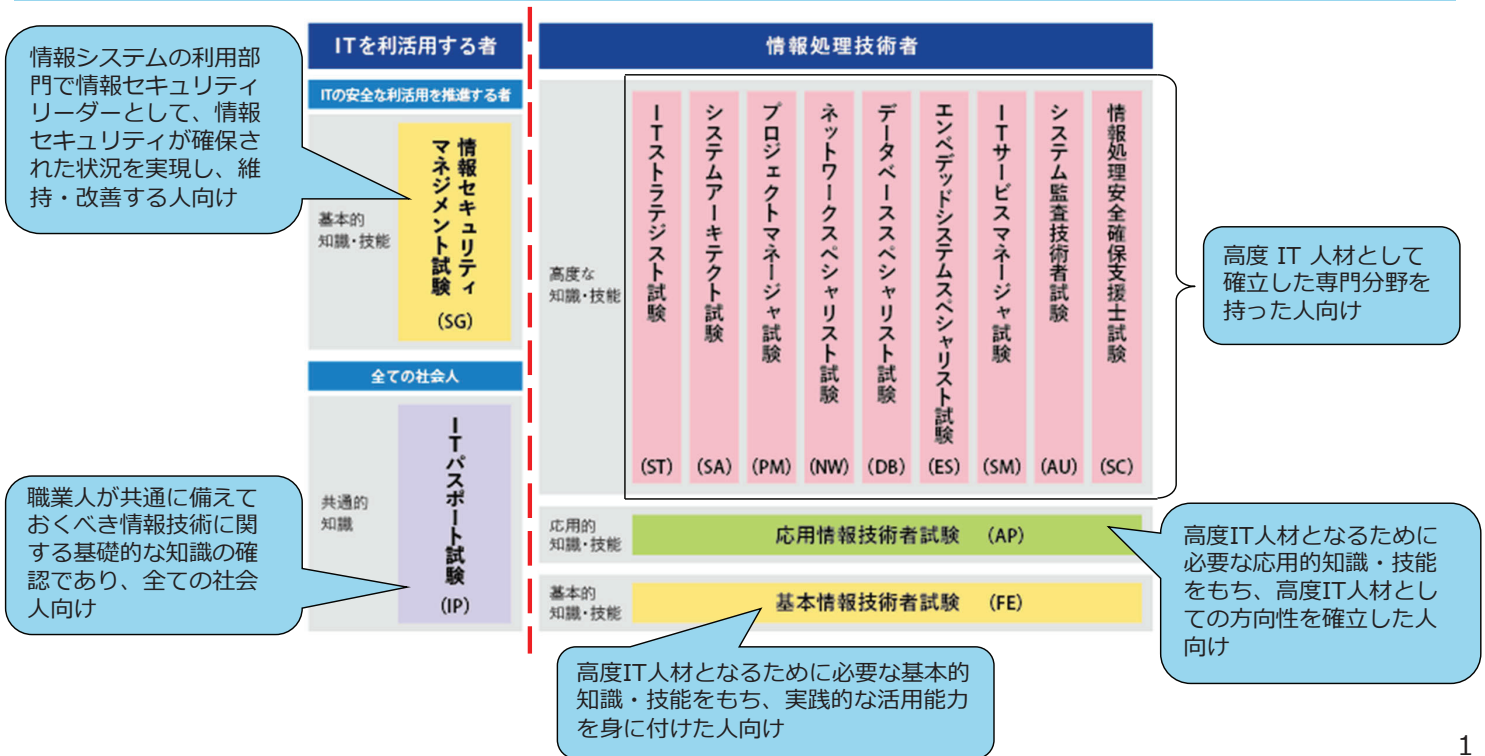 ITを利活用する者
情報処理技術者
情報システムの利用部
門で情報セキュリティ
リーダーとして、情報
セキュリティが確保さ
れた状況を実現し、維
持・改善する人向け
ITの安全な利活用を推進する者
基本的
知識・技能
情報セキュリティ
マネジメント試験
(SG)
全ての社会人
共通的
知識
ITパスポート試験
(IP)
職業人が共通に備えて
おくべき情報技術に関
する基礎的な知識の確
認であり、全ての社会
人向け
高度な
知識・技能
ITストラテジスト試験
(ST)
システムアーキテクト試験
(SA)
プロジェクトマネージャ試験
(PM)
ネットワークスペシャリスト試験
(NW)
データベーススペシャリスト試験
(DB)
エンベデッドシステムスペシャリスト試験
(ES)
ITサービスマネージャ試験
(SM)
システム監査技術者試験
(AU)
情報処理安全確保支援士試験
(SC)
高度 IT 人材として
確立した専門分野を
持った人向け
応用的
知識・技能
応用情報技術者試験 (AP)
高度IT人材となるために
必要な応用的知識・技能
をもち、高度IT人材とし
ての方向性を確立した人
向け
基本的
知識・技能
基本情報技術者試験 (FE)
高度IT人材となるために必要な基本的
知識・技能をもち、実践的な活用能力
を身に付けた人向け
1